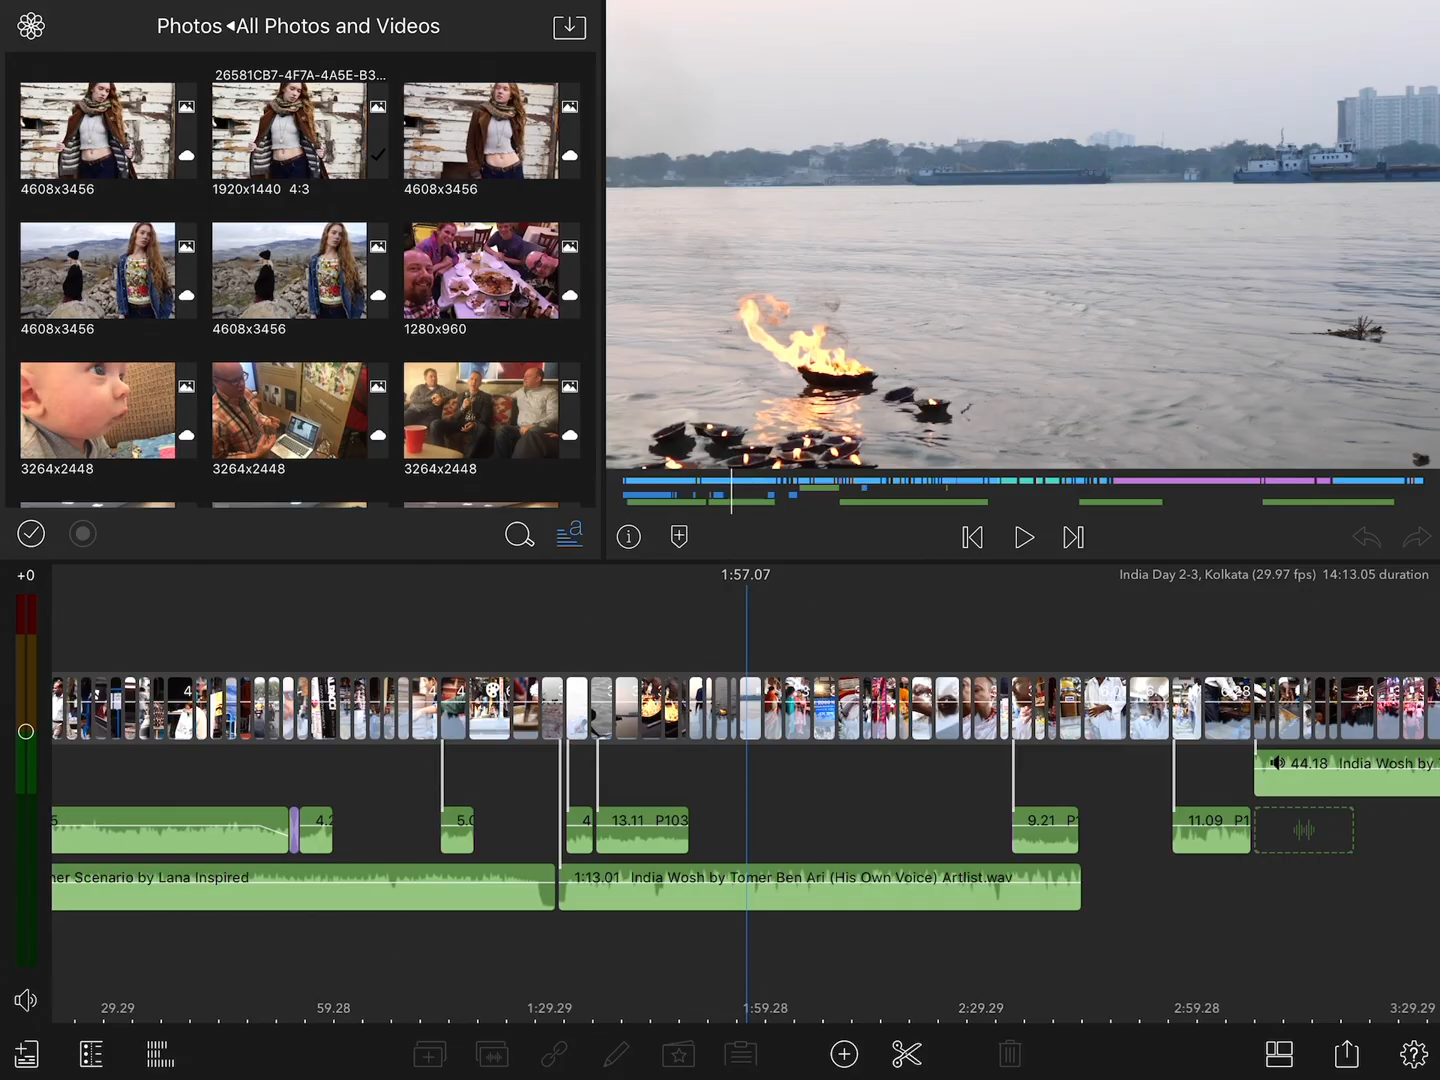 Photos ◂All Photos and Videos
26581CB7-4F7A-4A5E-B3...
4608x3456
1920x1440 4:3
4608x3456
4608x3456
4608x3456
1280x960
3264x2448
3264x2448
3264x2448
a
+0
1:57.07
India Day 2-3, Kolkata (29.97 fps) 14:13.05 duration
44.18 India Wosh by
4.2
5.0
4
13.11 P103
9.21
11.09 P1
ner Scenario by Lana Inspired
1:13.01 India Wosh by Tomer Ben Ari (His Own Voice) Artlist.wav
29.29
59.28
1:29.29
1:59.28
2:29.29
2:59.28
3:29.29